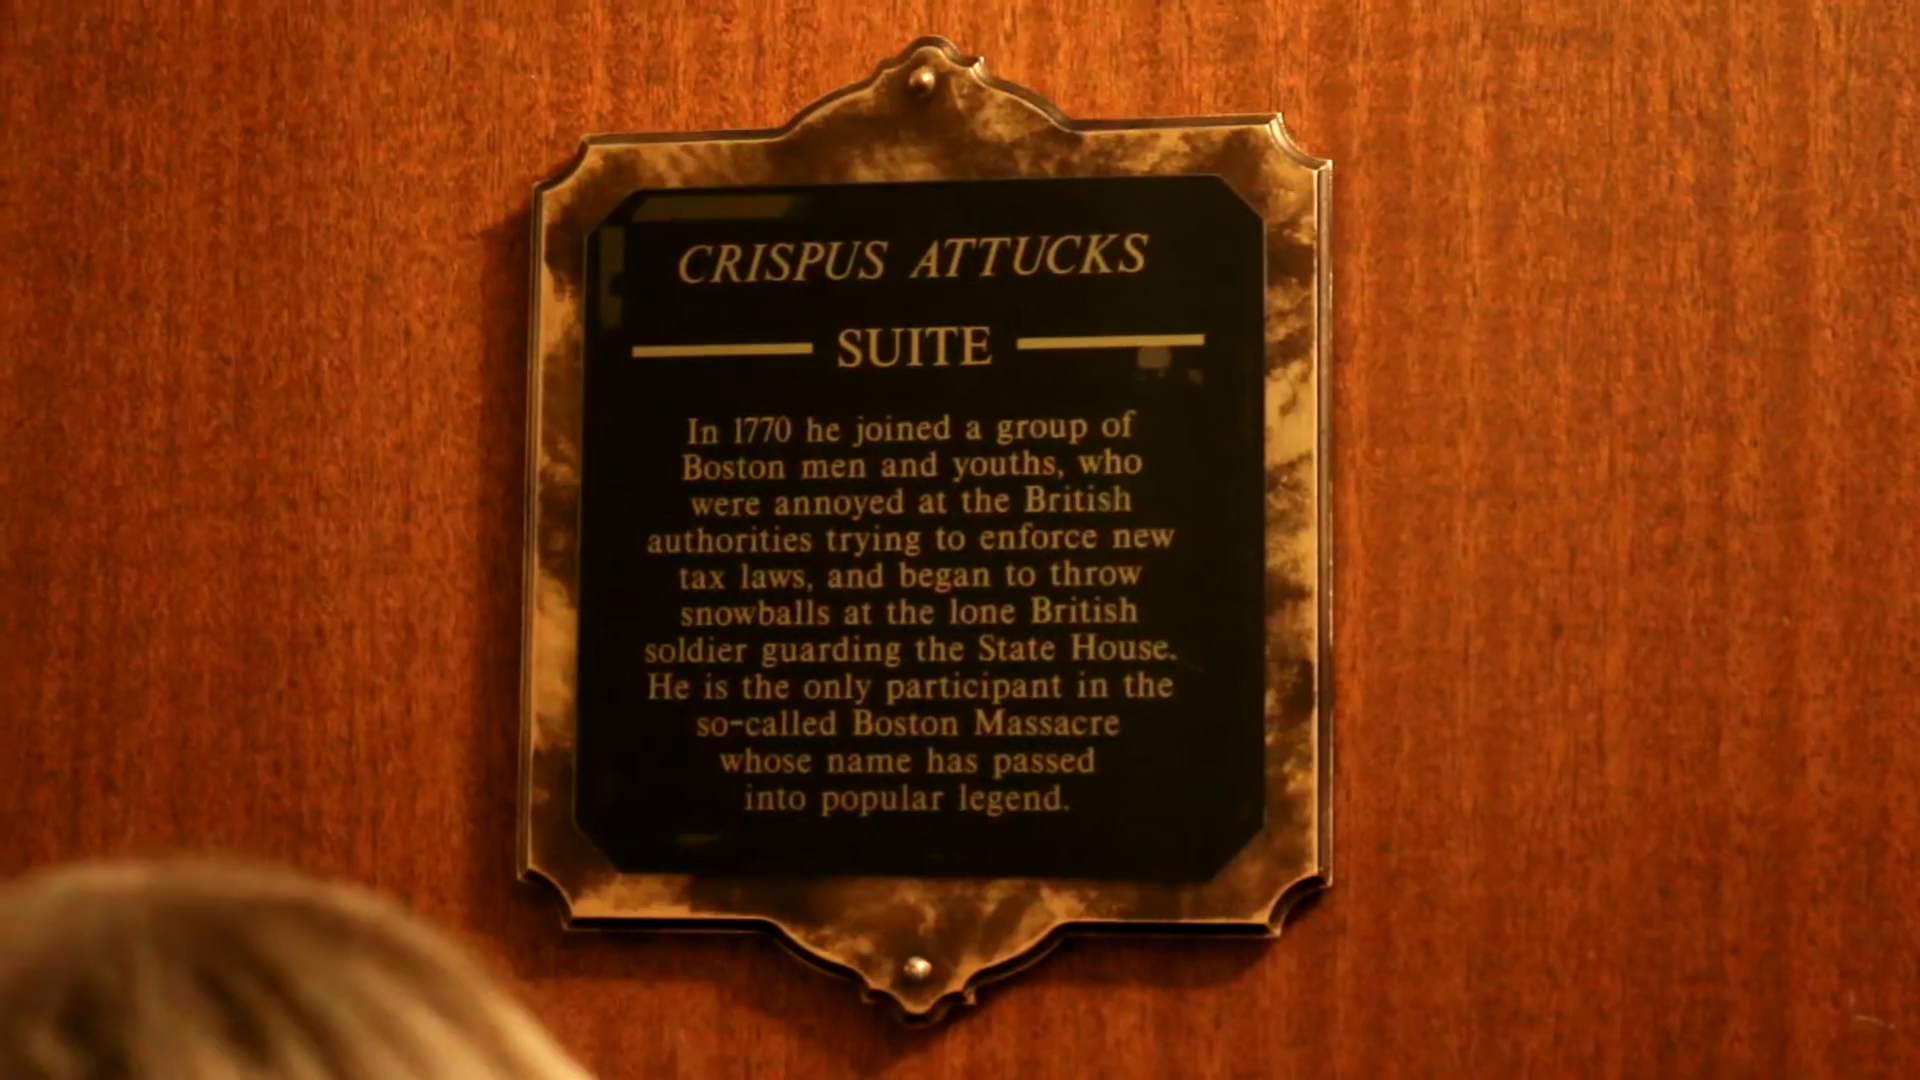 CRISPUS ATTUCKS
SUITE
In 1770 he joined a group of
Boston men and youths, who
were annoyed at the British
authorities trying to enforce new
tax laws, and began to throw
snowballs at the lone British
soldier guarding the State House.
He is the only participant in the
so-called Boston Massacre
whose name has passed
into popular legend.